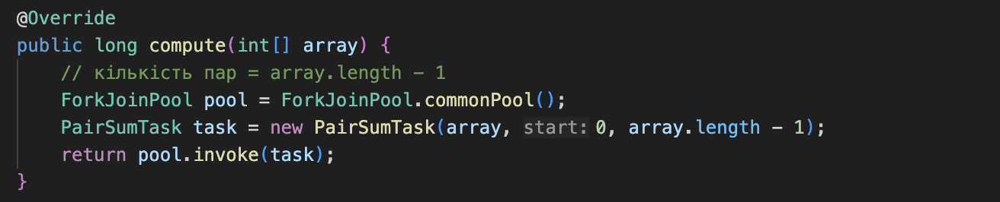 @Override
public long compute(int[] array) {
    // кількість пар = array.length - 1
    ForkJoinPool pool = ForkJoinPool.commonPool();
    PairSumTask task = new PairSumTask(array, start: 0, array.length - 1);
    return pool.invoke(task);
}